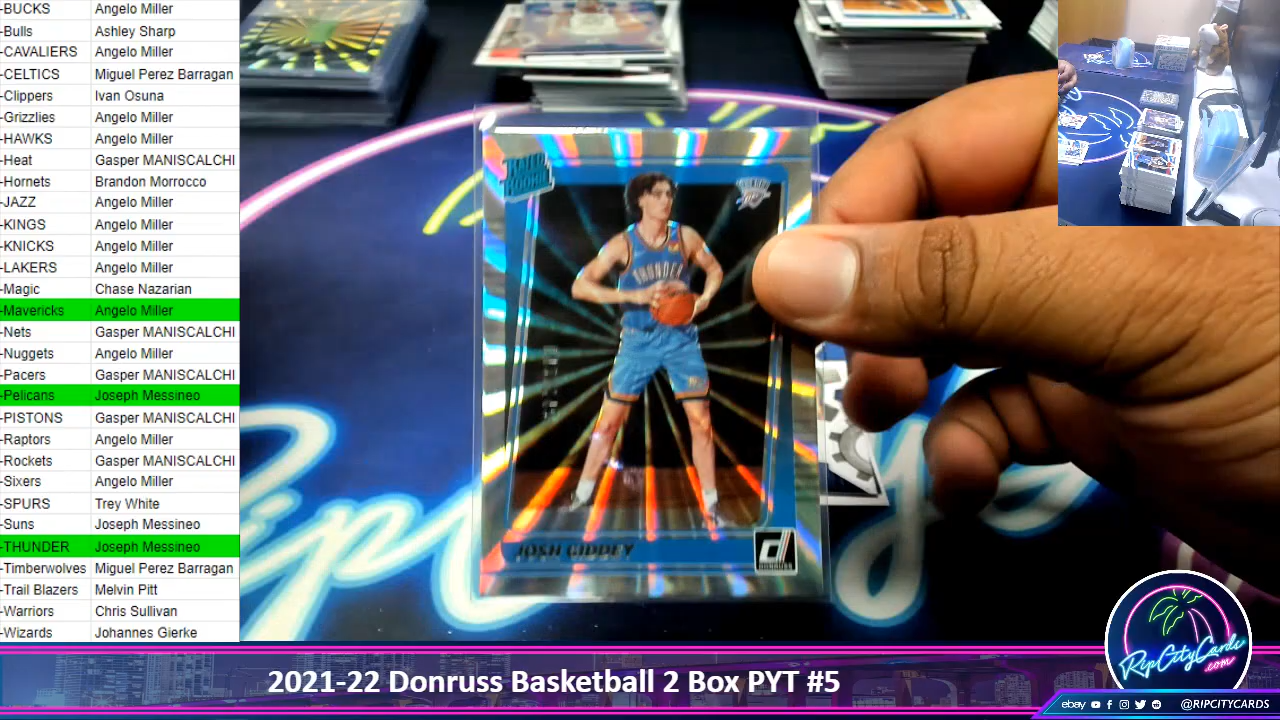 -BUCKS Angelo Miller
-Bulls Ashley Sharp
-CAVALIERS Angelo Miller
-CELTICS Miguel Perez Barragan
-Clippers Ivan Osuna
-Grizzlies Angelo Miller
-HAWKS Angelo Miller
-Heat Gasper MANISCALCHI
-Hornets Brandon Morrocco
-JAZZ Angelo Miller
-KINGS Angelo Miller
-KNICKS Angelo Miller
-LAKERS Angelo Miller
-Magic Chase Nazarian
-Mavericks Angelo Miller
-Nets Gasper MANISCALCHI
-Nuggets Angelo Miller
-Pacers Gasper MANISCALCHI
-Pelicans Joseph Messineo
-PISTONS Gasper MANISCALCHI
-Raptors Angelo Miller
-Rockets Gasper MANISCALCHI
-Sixers Angelo Miller
-SPURS Trey White
-Suns Joseph Messineo
-THUNDER Joseph Messineo
-Timberwolves Miguel Perez Barragan
-Trail Blazers Melvin Pitt
-Warriors Chris Sullivan
-Wizards Johannes Gierke
RATED
ROOKIE
THUNDER
JOSH GIDDEY
DONRUSS
2021-22 Donruss Basketball 2 Box PYT #5
RipCityCards
.com
ebay @RIPCITYCARDS